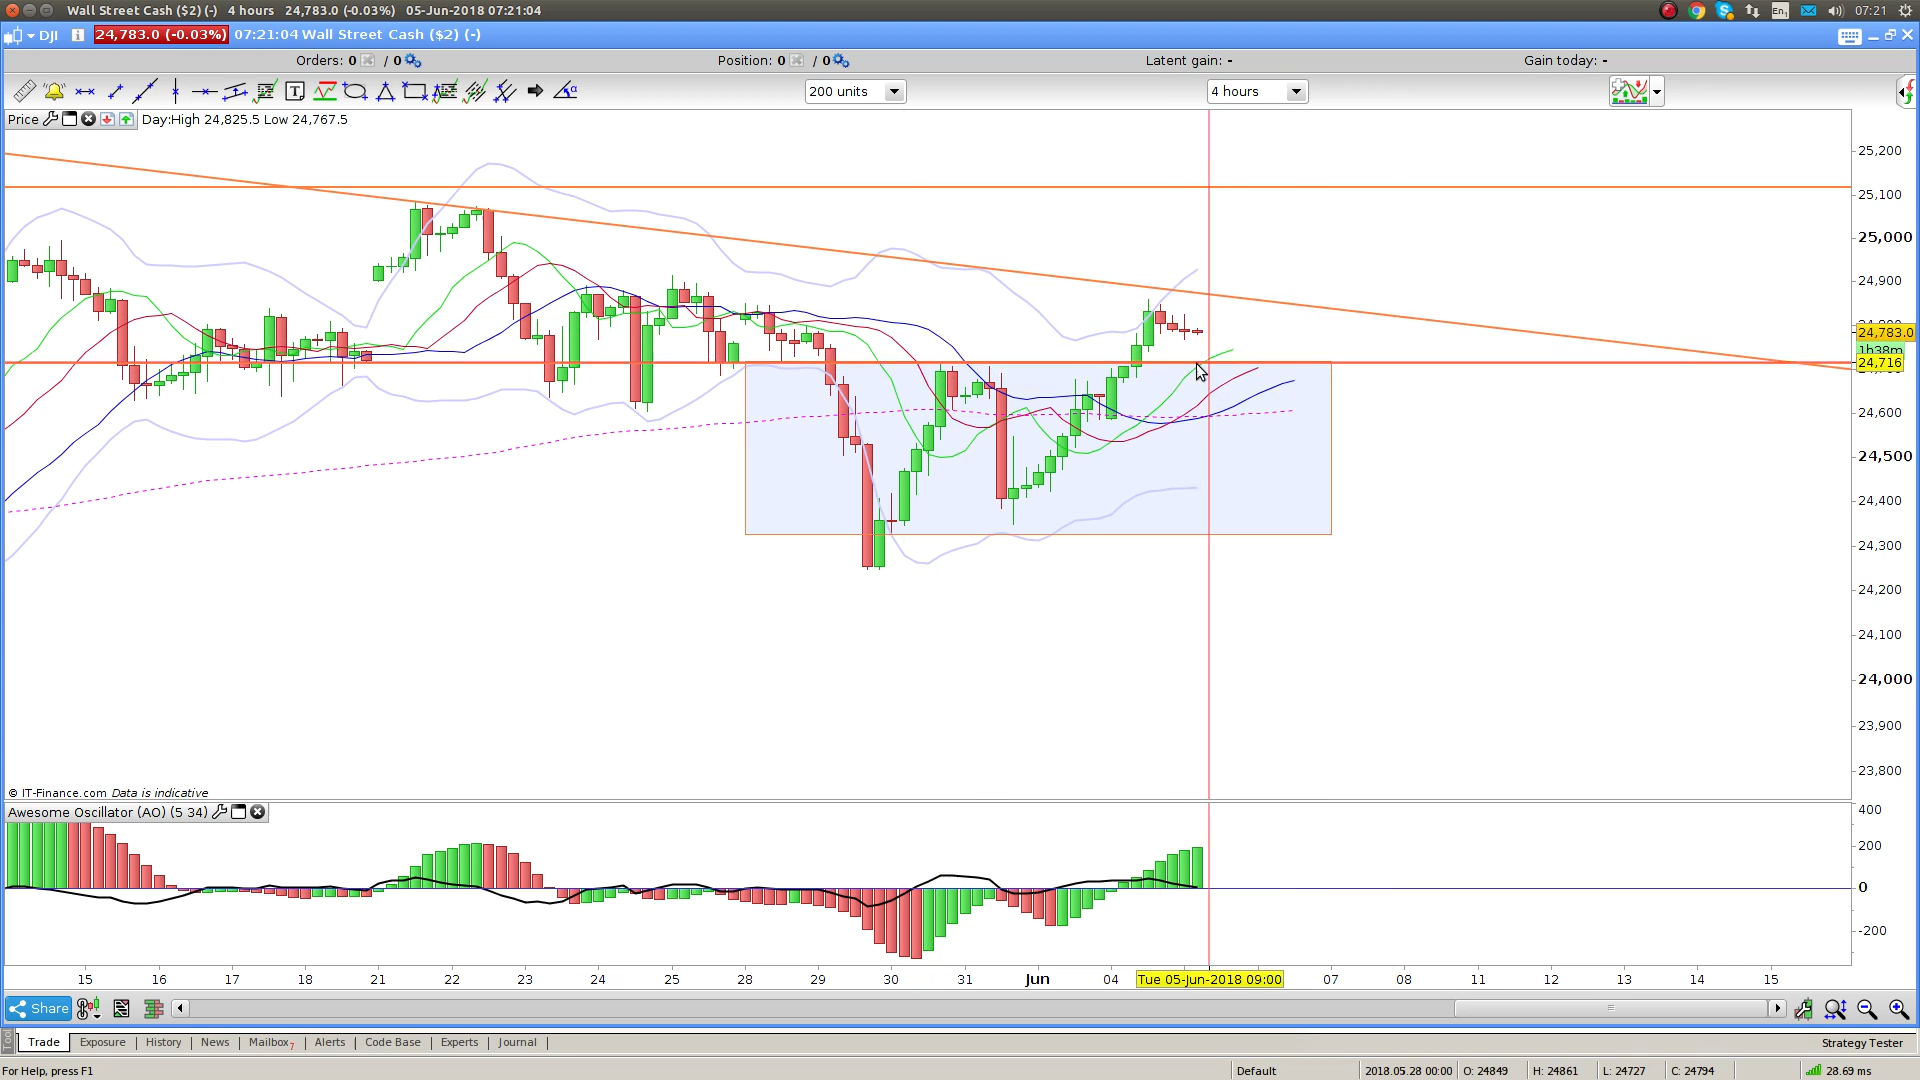 Wall Street Cash ($2) (-)   4 hours   24,783.0 (-0.03%)   05-Jun-2018 07:21:04
En1 07:21
DJI i 24,783.0 (-0.03%) 07:21:04 Wall Street Cash ($2) (-)
Orders: 0 / 0 Position: 0 / 0 Latent gain: - Gain today: -
T α 200 units 4 hours
Price Day:High 24,825.5 Low 24,767.5
25,200
25,100
25,000
24,900
24,783.0
1h38m
24,716
24,600
24,500
24,400
24,300
24,200
24,100
24,000
23,900
23,800
© IT-Finance.com Data is indicative
Awesome Oscillator (AO) (5 34)
400
200
0
-200
15 16 17 18 21 22 23 24 25 28 29 30 31 Jun 04 Tue 05-Jun-2018 09:00 07 08 11 12 13 14 15
Share
Trade Exposure History News Mailbox 7 Alerts Code Base Experts Journal Strategy Tester
For Help, press F1 Default 2018.05.28 00:00 O: 24849 H: 24861 L: 24727 C: 24794 28.69 ms